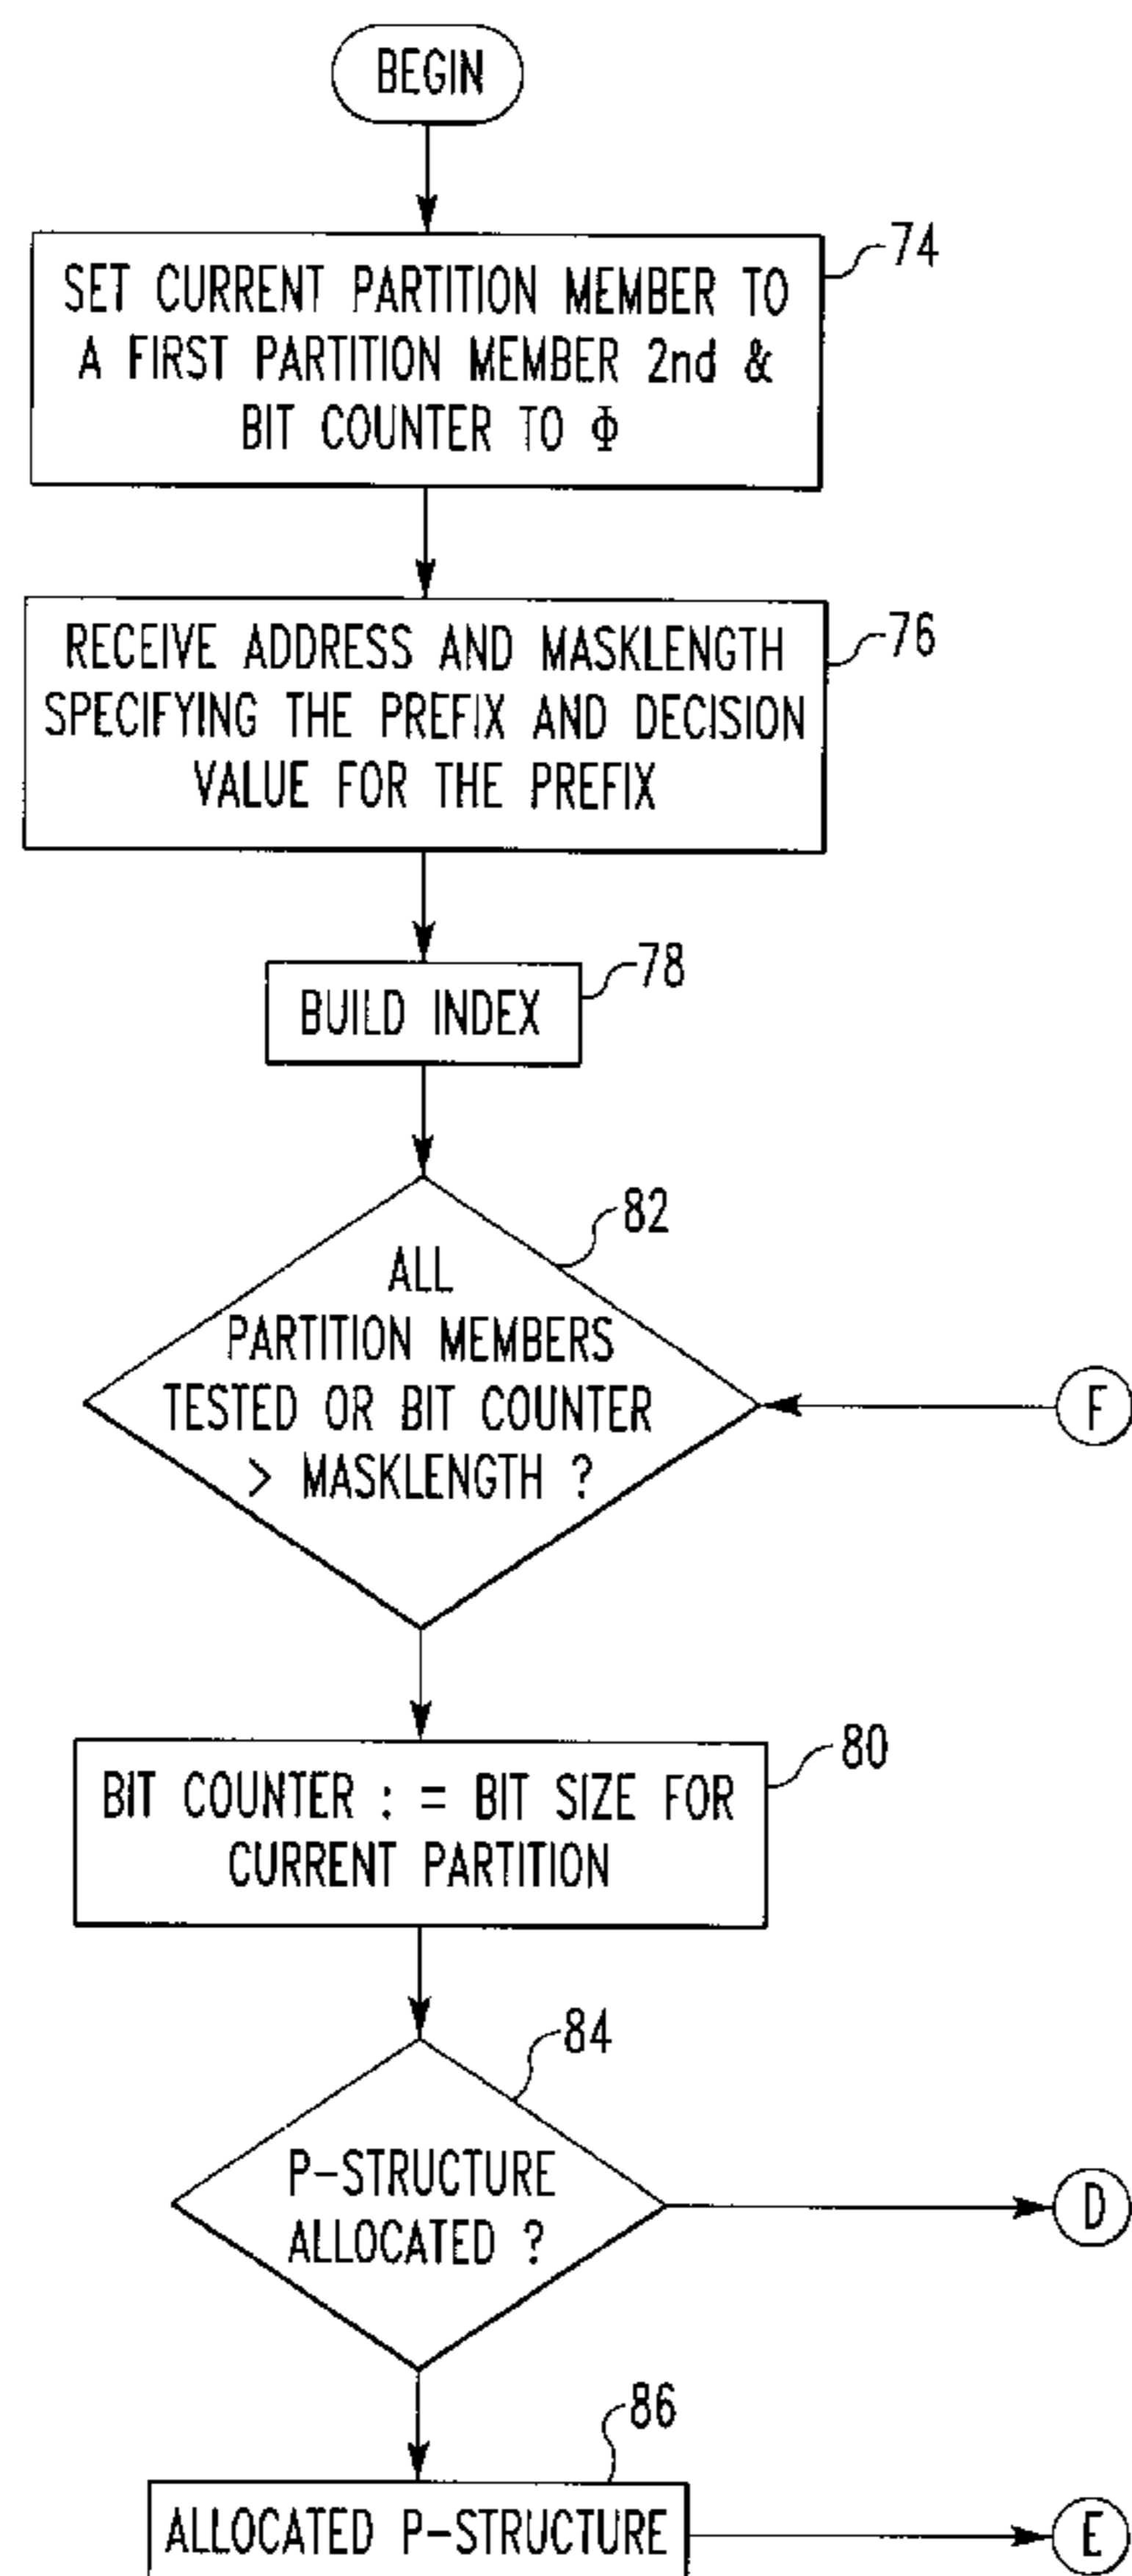 BEGIN
74
SET CURRENT PARTITION MEMBER TO
A FIRST PARTITION MEMBER 2nd &
BIT COUNTER TO Φ
76
RECEIVE ADDRESS AND MASKLENGTH
SPECIFYING THE PREFIX AND DECISION
VALUE FOR THE PREFIX
78
BUILD INDEX
82
ALL
PARTITION MEMBERS
TESTED OR BIT COUNTER
> MASKLENGTH ?
F
80
BIT COUNTER : = BIT SIZE FOR
CURRENT PARTITION
84
P-STRUCTURE
ALLOCATED ?
D
86
ALLOCATED P-STRUCTURE
E